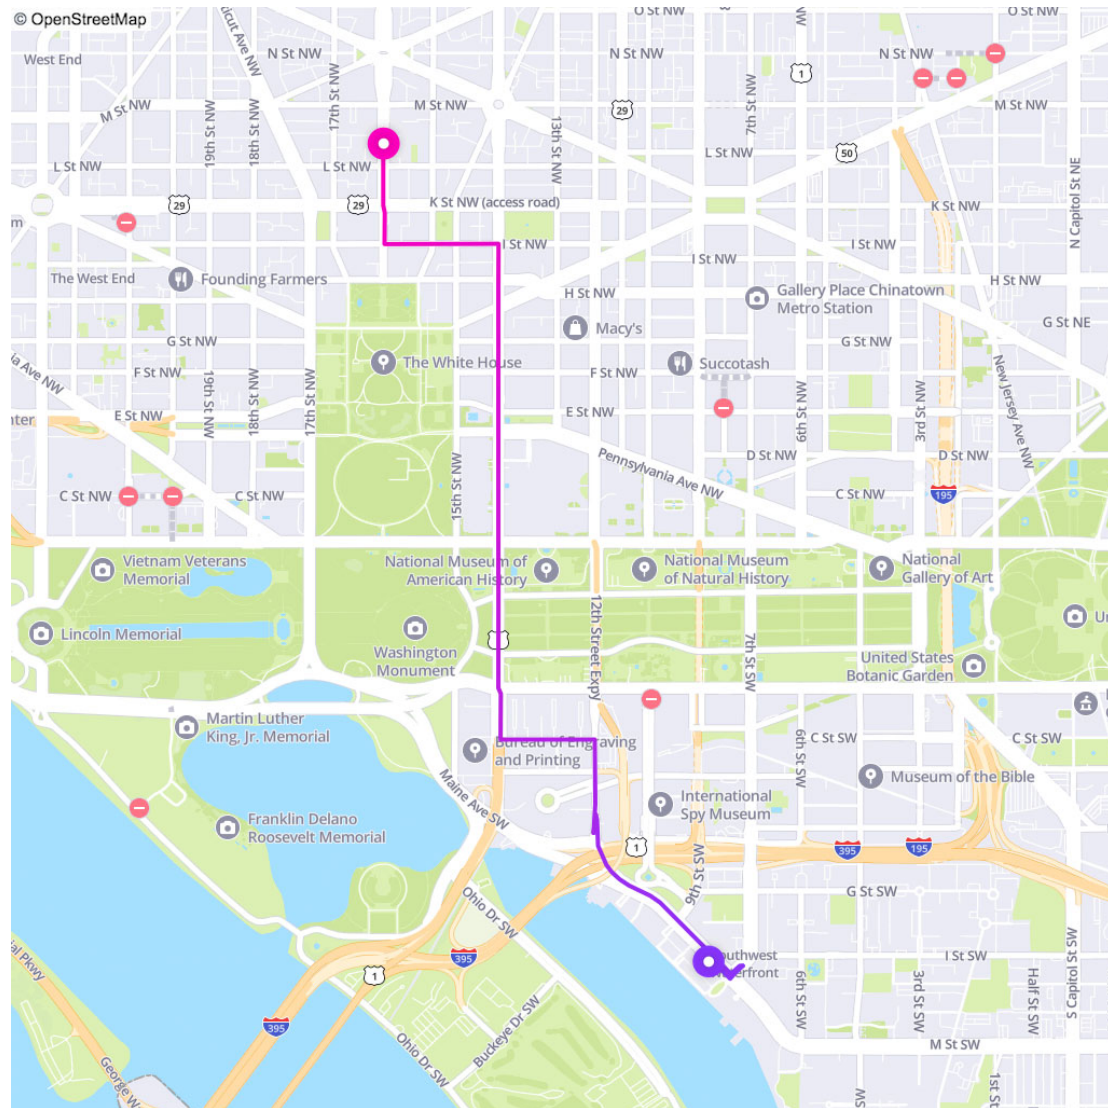 © OpenStreetMap
O St NW
O St NW
West End
N St NW
N St NW
N St NW
1
17th St NW
M St NW
M St NW
M St NW
29
7th St NW
13th St NW
19th St NW
18th St NW
L St NW
L St NW
L St NW
50
29
29
K St NW (access road)
K St NW
N Capitol St NE
I St NW
I St NW
I St NW
The West End
Founding Farmers
H St NW
H St NW
Gallery Place Chinatown
Metro Station
G St NE
Macy's
G St NW
G St NW
The White House
Succotash
F St NW
F St NW
New Jersey Ave NW
19th St NW
18th St NW
17th St NW
6th St NW
3rd St NW
E St NW
E St NW
D St NW
D St NW
Pennsylvania Ave NW
15th St NW
C St NW
C St NW
C St NW
195
Vietnam Veterans
Memorial
National Museum of
American History
National Museum
of Natural History
National
Gallery of Art
12th Street Expy
Lincoln Memorial
Washington
Monument
7th St SW
United States
Botanic Garden
Martin Luther
King, Jr. Memorial
Bureau of Engraving
and Printing
6th St SW
C St SW
C St SW
Maine Ave SW
Museum of the Bible
International
Spy Museum
Franklin Delano
Roosevelt Memorial
1
395
195
9th St SW
G St SW
Ohio Dr SW
395
1
I St SW
6th St SW
3rd St SW
Half St SW
S Capitol St SW
395
Buckeye Dr SW
Ohio Dr SW
M St SW
1st St